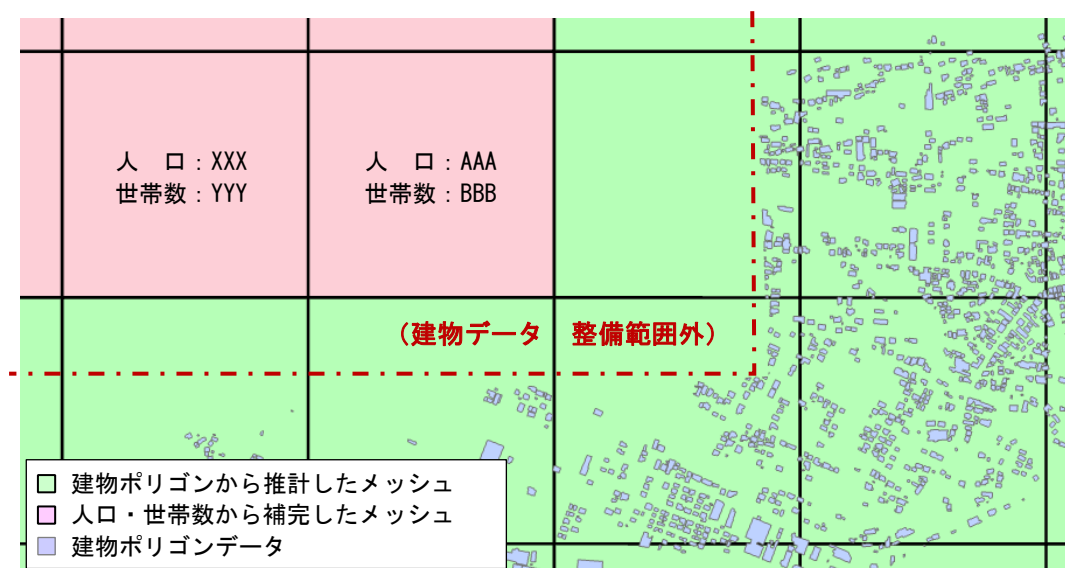 人　口：XXX
世帯数：YYY
人　口：AAA
世帯数：BBB
（建物データ　整備範囲外）
建物ポリゴンから推計したメッシュ
人口・世帯数から補完したメッシュ
建物ポリゴンデータ